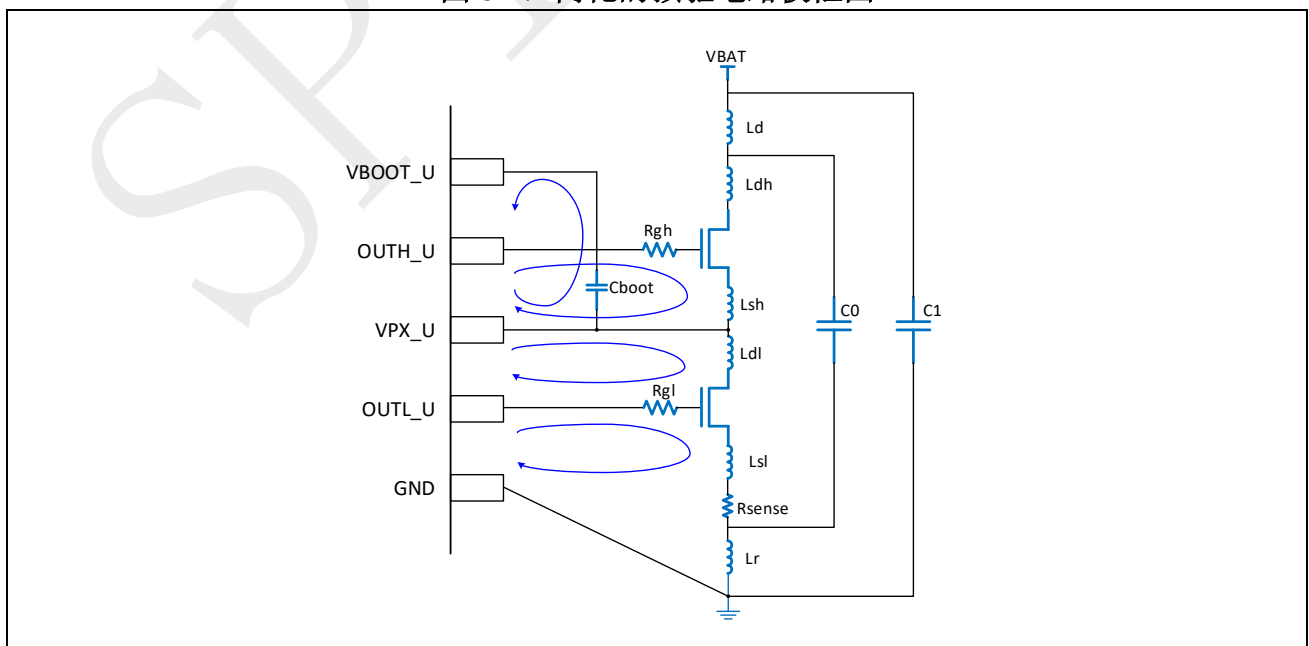 VBAT
Ld
VBOOT_U
Ldh
Rgh
OUTH_U
Cboot
Lsh
C0
C1
VPX_U
Ldl
Rgl
OUTL_U
Lsl
GND
Rsense
Lr